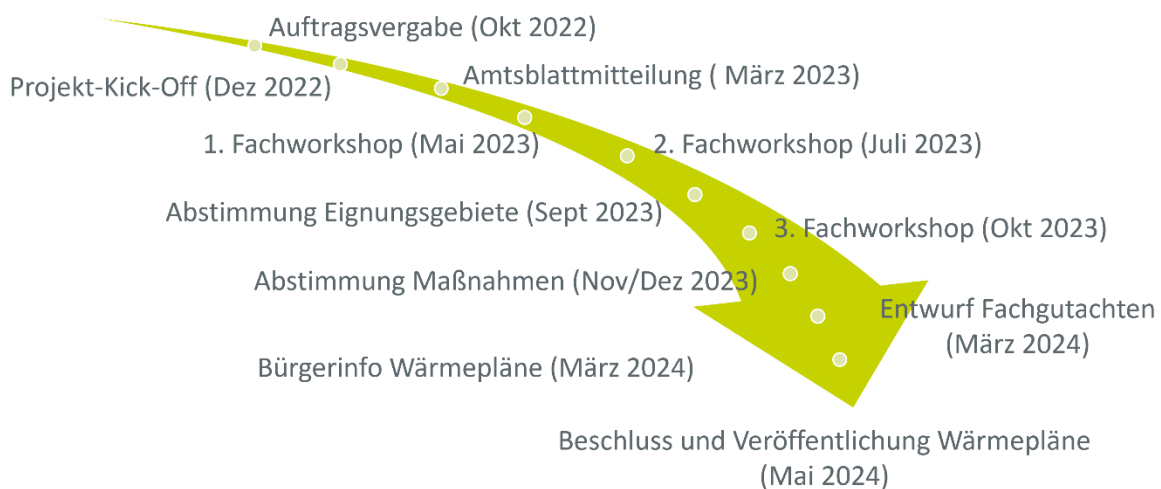 Auftragsvergabe (Okt 2022)
Projekt-Kick-Off (Dez 2022)
Amtsblattmitteilung ( März 2023)
1. Fachworkshop (Mai 2023)
2. Fachworkshop (Juli 2023)
Abstimmung Eignungsgebiete (Sept 2023)
3. Fachworkshop (Okt 2023)
Abstimmung Maßnahmen (Nov/Dez 2023)
Entwurf Fachgutachten
(März 2024)
Bürgerinfo Wärmepläne (März 2024)
Beschluss und Veröffentlichung Wärmepläne
(Mai 2024)